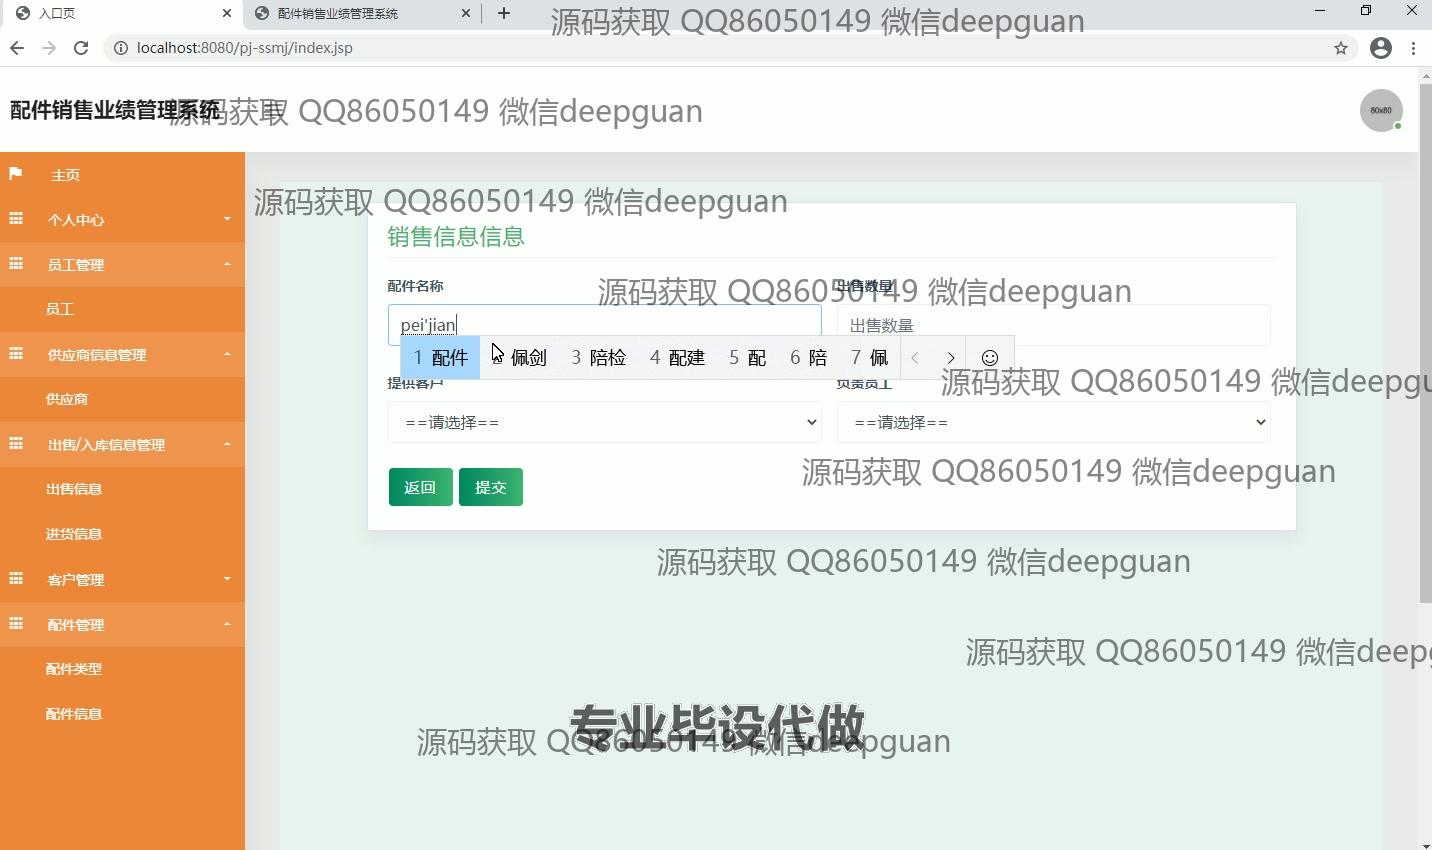 入口页
配件销售业绩管理系统
源码获取 QQ86050149 微信deepguan
localhost:8080/pj-ssmj/index.jsp
配件销售业绩管理系统
源码获取 QQ86050149 微信deepguan
80x80
主页
个人中心
员工管理
员工
供应商信息管理
供应商
出售/入库信息管理
出售信息
进货信息
客户管理
配件管理
配件类型
配件信息
源码获取 QQ86050149 微信deepguan
销售信息信息
配件名称
出售数量
源码获取 QQ86050149 微信deepguan
pei'jian
出售数量
1 配件 2 佩剑 3 陪检 4 配建 5 配 6 陪 7 佩
提供客户
负责员工
源码获取 QQ86050149 微信deepgu
==请选择==
==请选择==
源码获取 QQ86050149 微信deepguan
返回
提交
源码获取 QQ86050149 微信deepguan
源码获取 QQ86050149 微信deep
专业毕设代做
源码获取 QQ86050149 微信deepguan